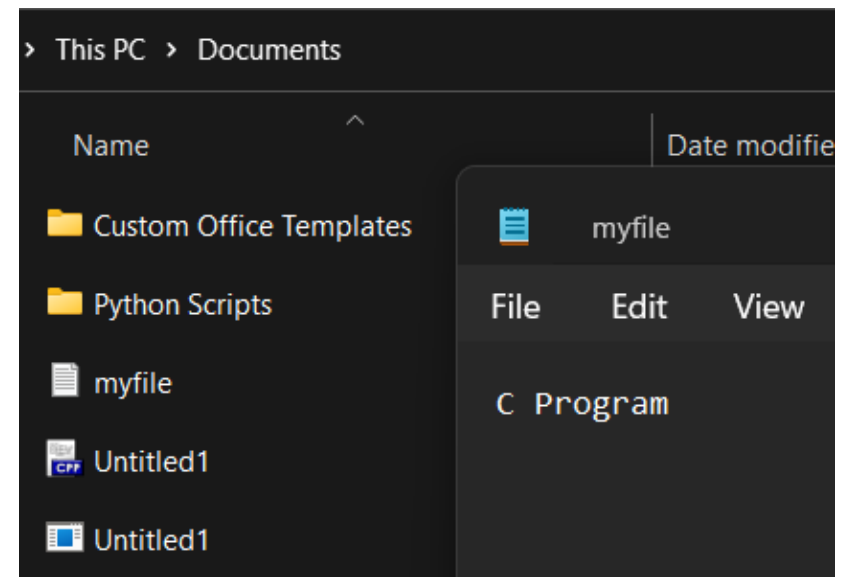 > This PC > Documents
Name
Date modifie
Custom Office Templates
Python Scripts
myfile
Untitled1
Untitled1
myfile
File Edit View
C Program